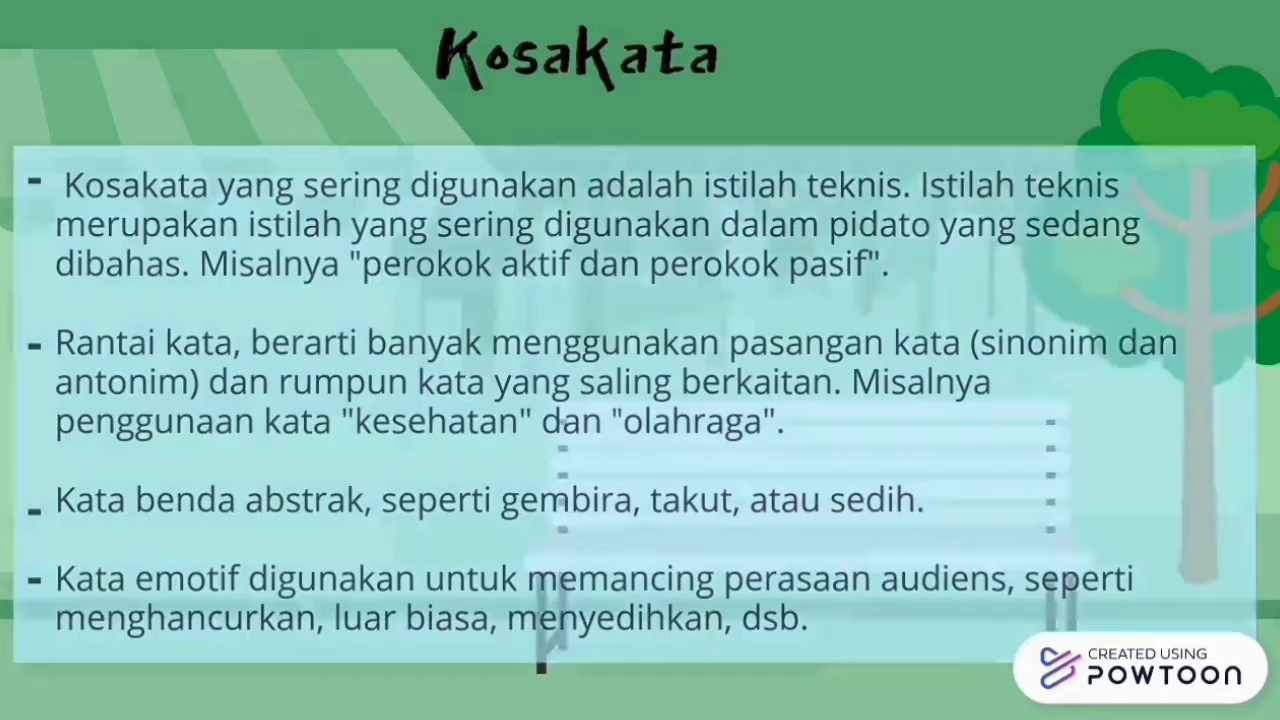 Kosakata
- Kosakata yang sering digunakan adalah istilah teknis. Istilah teknis
merupakan istilah yang sering digunakan dalam pidato yang sedang
dibahas. Misalnya "perokok aktif dan perokok pasif".
- Rantai kata, berarti banyak menggunakan pasangan kata (sinonim dan
antonim) dan rumpun kata yang saling berkaitan. Misalnya
penggunaan kata "kesehatan" dan "olahraga".
- Kata benda abstrak, seperti gembira, takut, atau sedih.
- Kata emotif digunakan untuk memancing perasaan audiens, seperti
menghancurkan, luar biasa, menyedihkan, dsb.
CREATED USING
POWTOON